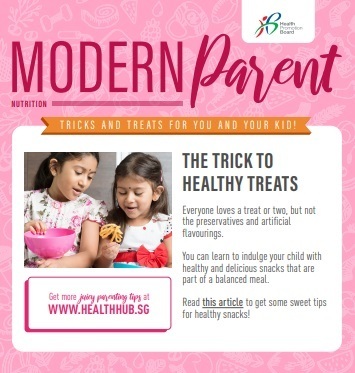 Health
Promotion
Board
MODERN Parent
NUTRITION
TRICKS AND TREATS FOR YOU AND YOUR KID!
THE TRICK TO
HEALTHY TREATS
Everyone loves a treat or two, but not
the preservatives and artificial
flavourings.
You can learn to indulge your child with
healthy and delicious snacks that are
part of a balanced meal.
Read this article to get some sweet tips
for healthy snacks!
Get more juicy parenting tips at
WWW.HEALTHHUB.SG